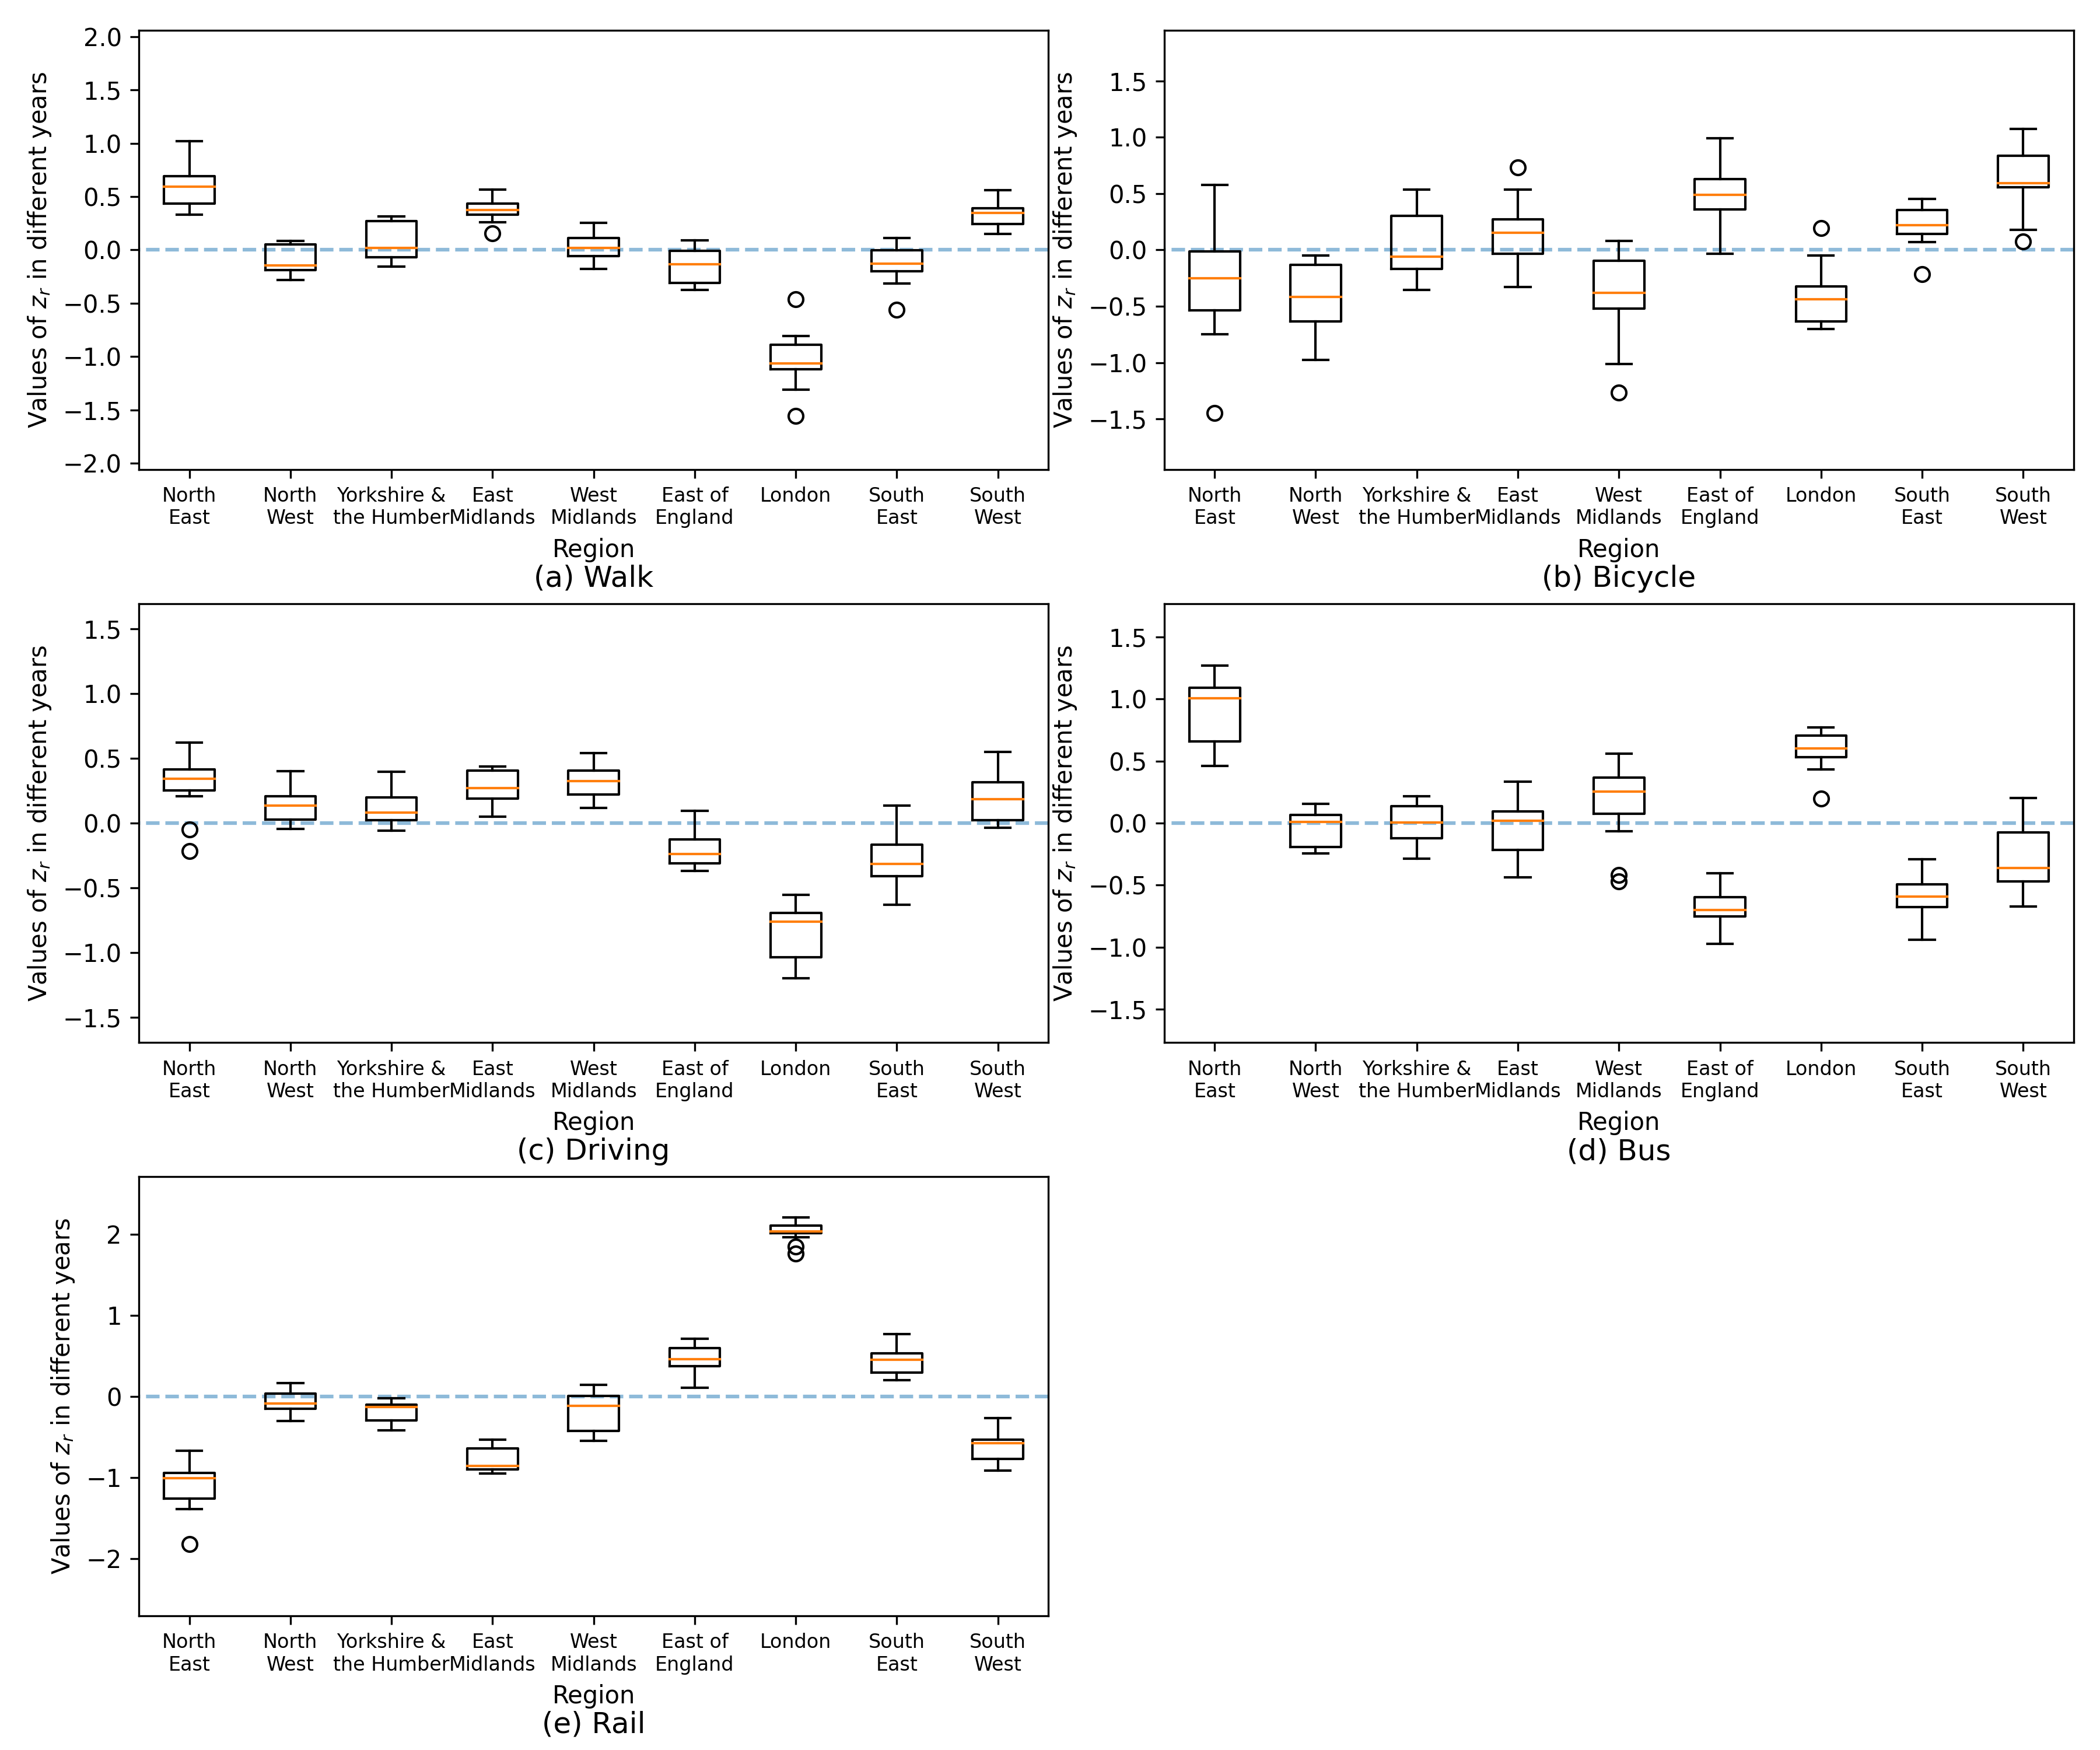 Values of z_r in different years
2.0
1.5
1.0
0.5
0.0
−0.5
−1.0
−1.5
−2.0
North East
North West
Yorkshire & the Humber
East Midlands
West Midlands
East of England
London
South East
South West
Region
(a) Walk
Values of z_r in different years
1.5
1.0
0.5
0.0
−0.5
−1.0
−1.5
North East
North West
Yorkshire & the Humber
East Midlands
West Midlands
East of England
London
South East
South West
Region
(b) Bicycle
Values of z_r in different years
1.5
1.0
0.5
0.0
−0.5
−1.0
−1.5
North East
North West
Yorkshire & the Humber
East Midlands
West Midlands
East of England
London
South East
South West
Region
(c) Driving
Values of z_r in different years
1.5
1.0
0.5
0.0
−0.5
−1.0
−1.5
North East
North West
Yorkshire & the Humber
East Midlands
West Midlands
East of England
London
South East
South West
Region
(d) Bus
Values of z_r in different years
2
1
0
−1
−2
North East
North West
Yorkshire & the Humber
East Midlands
West Midlands
East of England
London
South East
South West
Region
(e) Rail